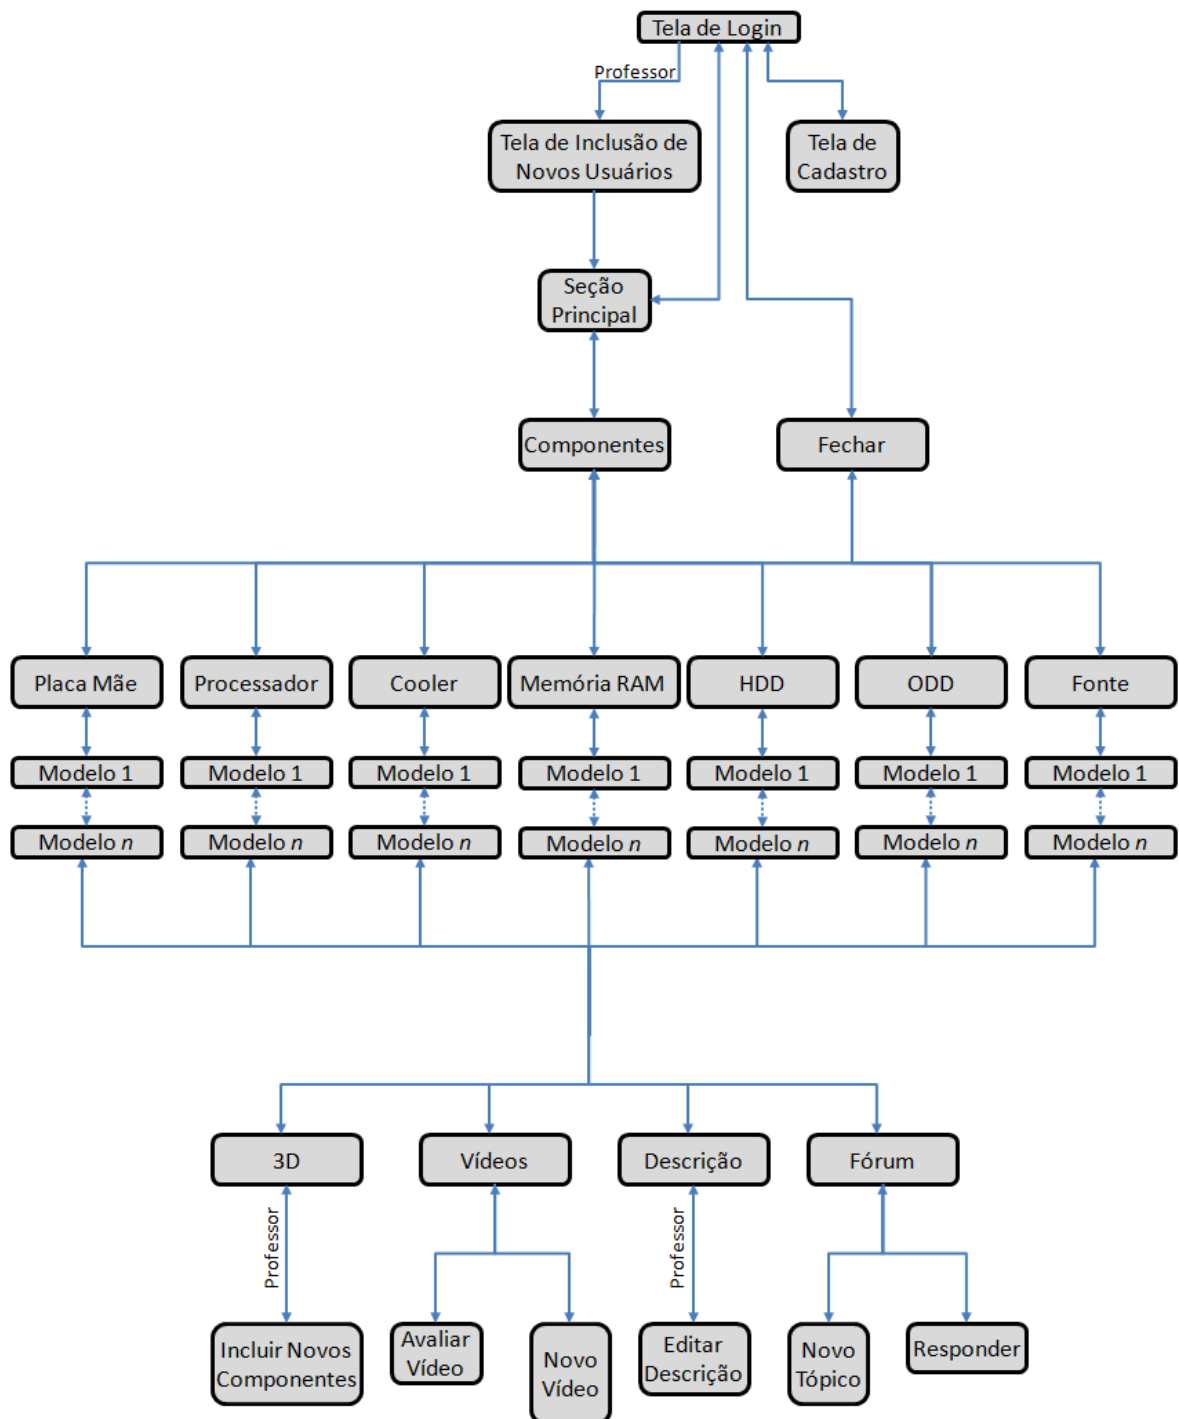 Tela de Login
Professor
Tela de Inclusão de
Novos Usuários
Tela de
Cadastro
Seção
Principal
Componentes
Fechar
Placa Mãe
Processador
Cooler
Memória RAM
HDD
ODD
Fonte
Modelo 1
Modelo 1
Modelo 1
Modelo 1
Modelo 1
Modelo 1
Modelo 1
Modelo n
Modelo n
Modelo n
Modelo n
Modelo n
Modelo n
Modelo n
3D
Vídeos
Descrição
Fórum
Professor
Professor
Incluir Novos
Componentes
Avaliar
Vídeo
Novo
Vídeo
Editar
Descrição
Novo
Tópico
Responder